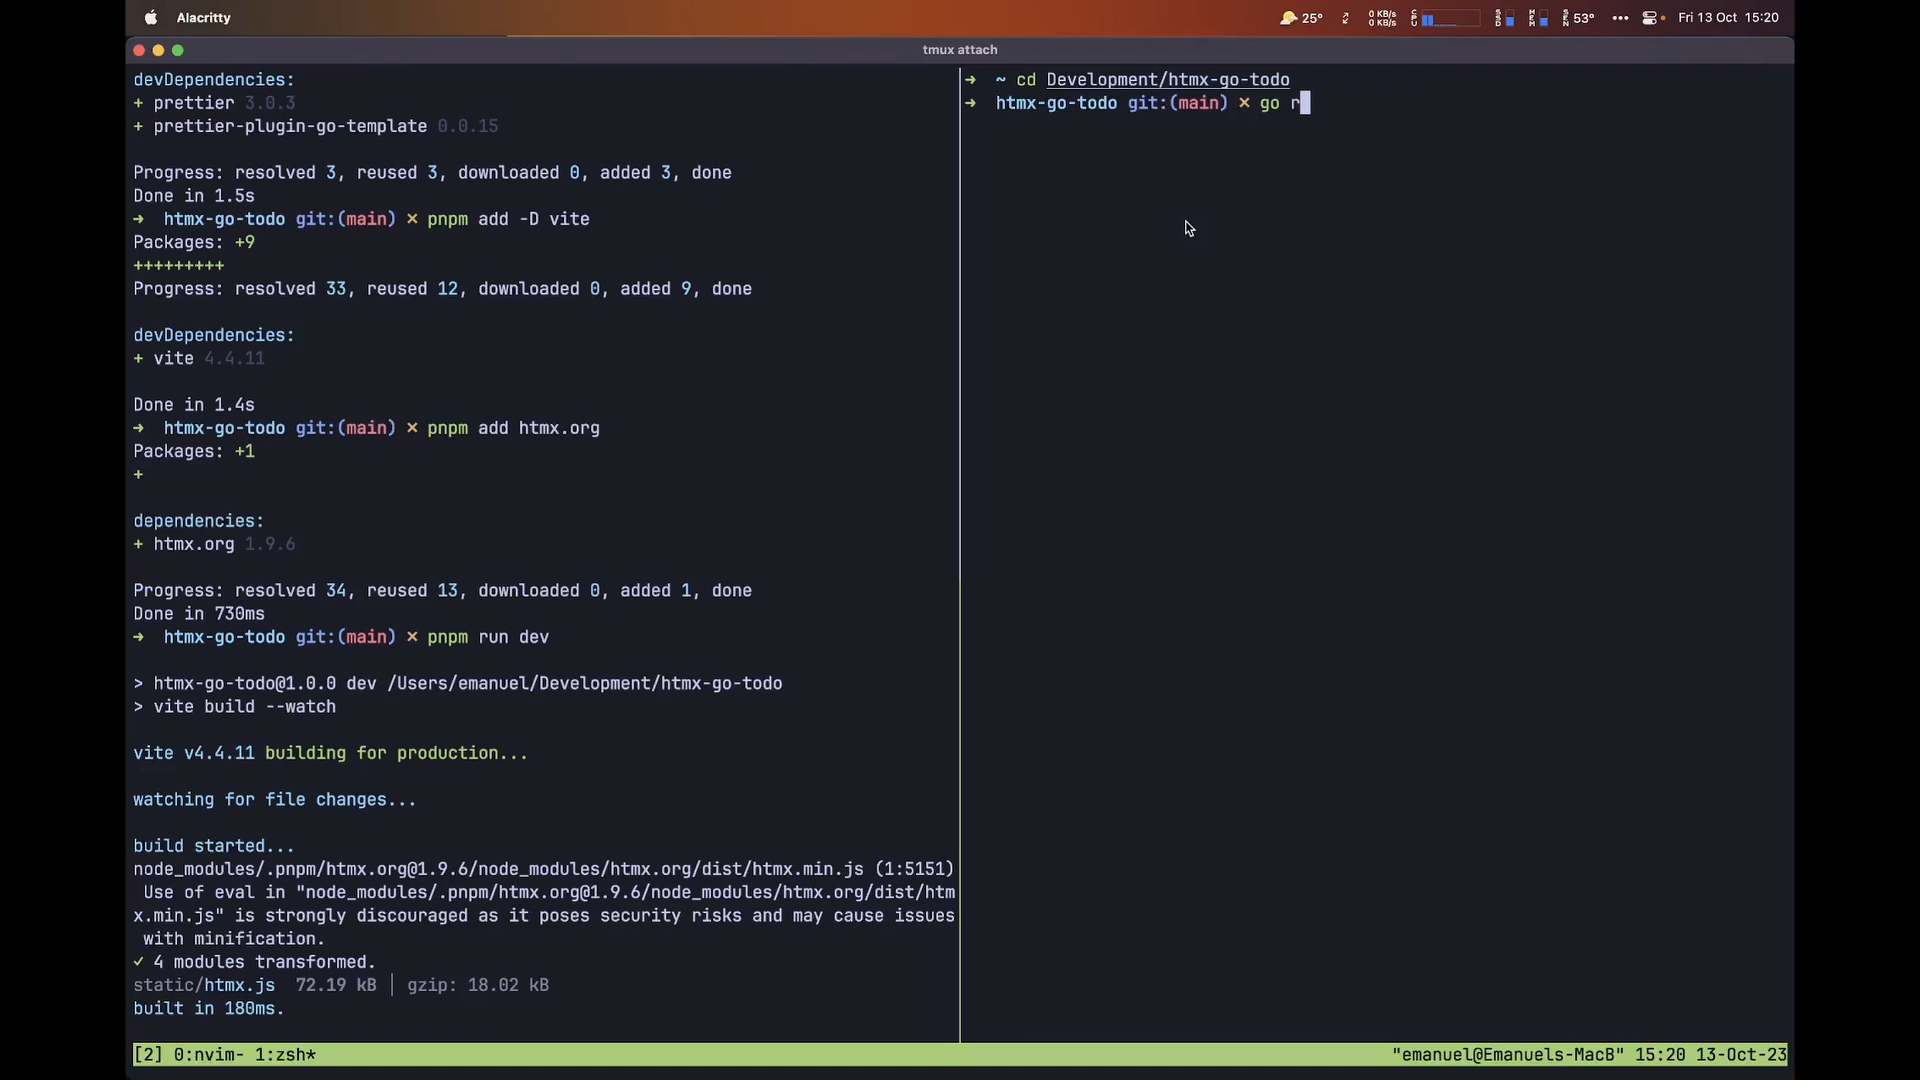 Alacritty
25° 0 KB/s 0 KB/s CPU SSD MEM SEN 53° ••• Fri 13 Oct 15:20
tmux attach
devDependencies:
+ prettier 3.0.3
+ prettier-plugin-go-template 0.0.15
Progress: resolved 3, reused 3, downloaded 0, added 3, done
Done in 1.5s
➜ htmx-go-todo git:(main) ✗ pnpm add -D vite
Packages: +9
+++++++++
Progress: resolved 33, reused 12, downloaded 0, added 9, done
devDependencies:
+ vite 4.4.11
Done in 1.4s
➜ htmx-go-todo git:(main) ✗ pnpm add htmx.org
Packages: +1
+
dependencies:
+ htmx.org 1.9.6
Progress: resolved 34, reused 13, downloaded 0, added 1, done
Done in 730ms
➜ htmx-go-todo git:(main) ✗ pnpm run dev
> htmx-go-todo@1.0.0 dev /Users/emanuel/Development/htmx-go-todo
> vite build --watch
vite v4.4.11 building for production...
watching for file changes...
build started...
node_modules/.pnpm/htmx.org@1.9.6/node_modules/htmx.org/dist/htmx.min.js (1:5151)
Use of eval in "node_modules/.pnpm/htmx.org@1.9.6/node_modules/htmx.org/dist/htm
x.min.js" is strongly discouraged as it poses security risks and may cause issues
with minification.
✓ 4 modules transformed.
static/htmx.js 72.19 kB │ gzip: 18.02 kB
built in 180ms.
➜ ~ cd Development/htmx-go-todo
➜ htmx-go-todo git:(main) ✗ go r
[2] 0:nvim- 1:zsh* "emanuel@Emanuels-MacB" 15:20 13-Oct-23